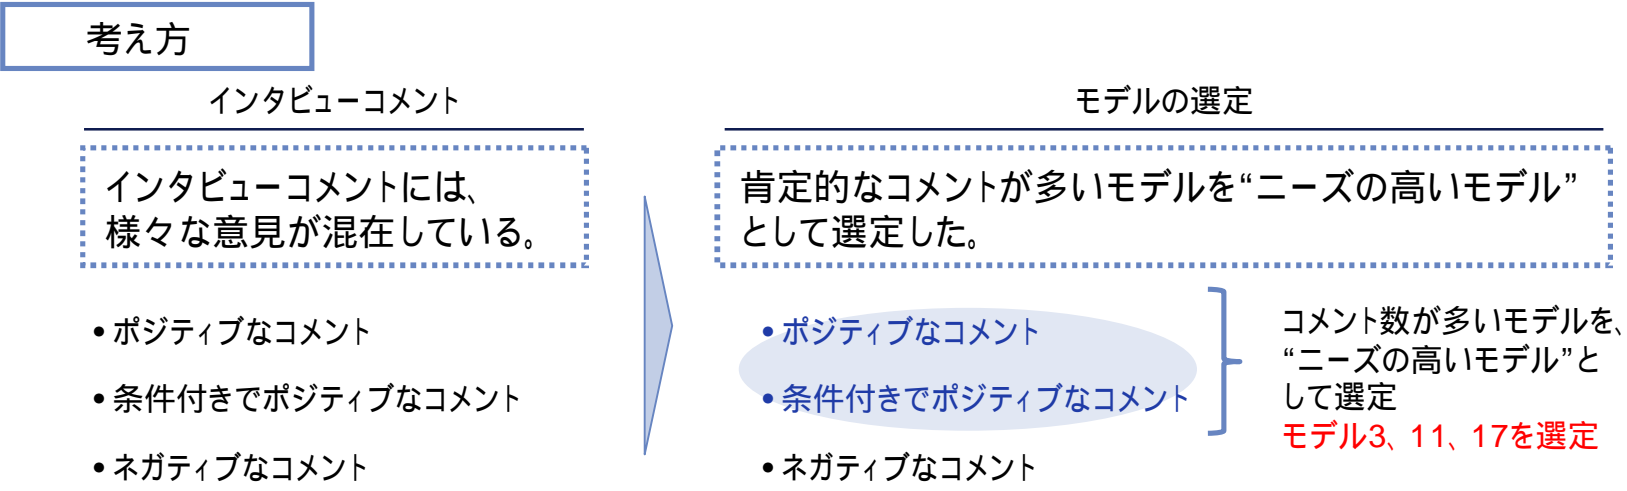 考え方
インタビューコメント
インタビューコメントには、
様々な意見が混在している。
•ポジティブなコメント
•条件付きでポジティブなコメント
•ネガティブなコメント
モデルの選定
肯定的なコメントが多いモデルを“ニーズの高いモデル”
として選定した。
•ポジティブなコメント
•条件付きでポジティブなコメント
•ネガティブなコメント
コメント数が多いモデルを、
“ニーズの高いモデル”と
して選定
モデル3、11、17を選定